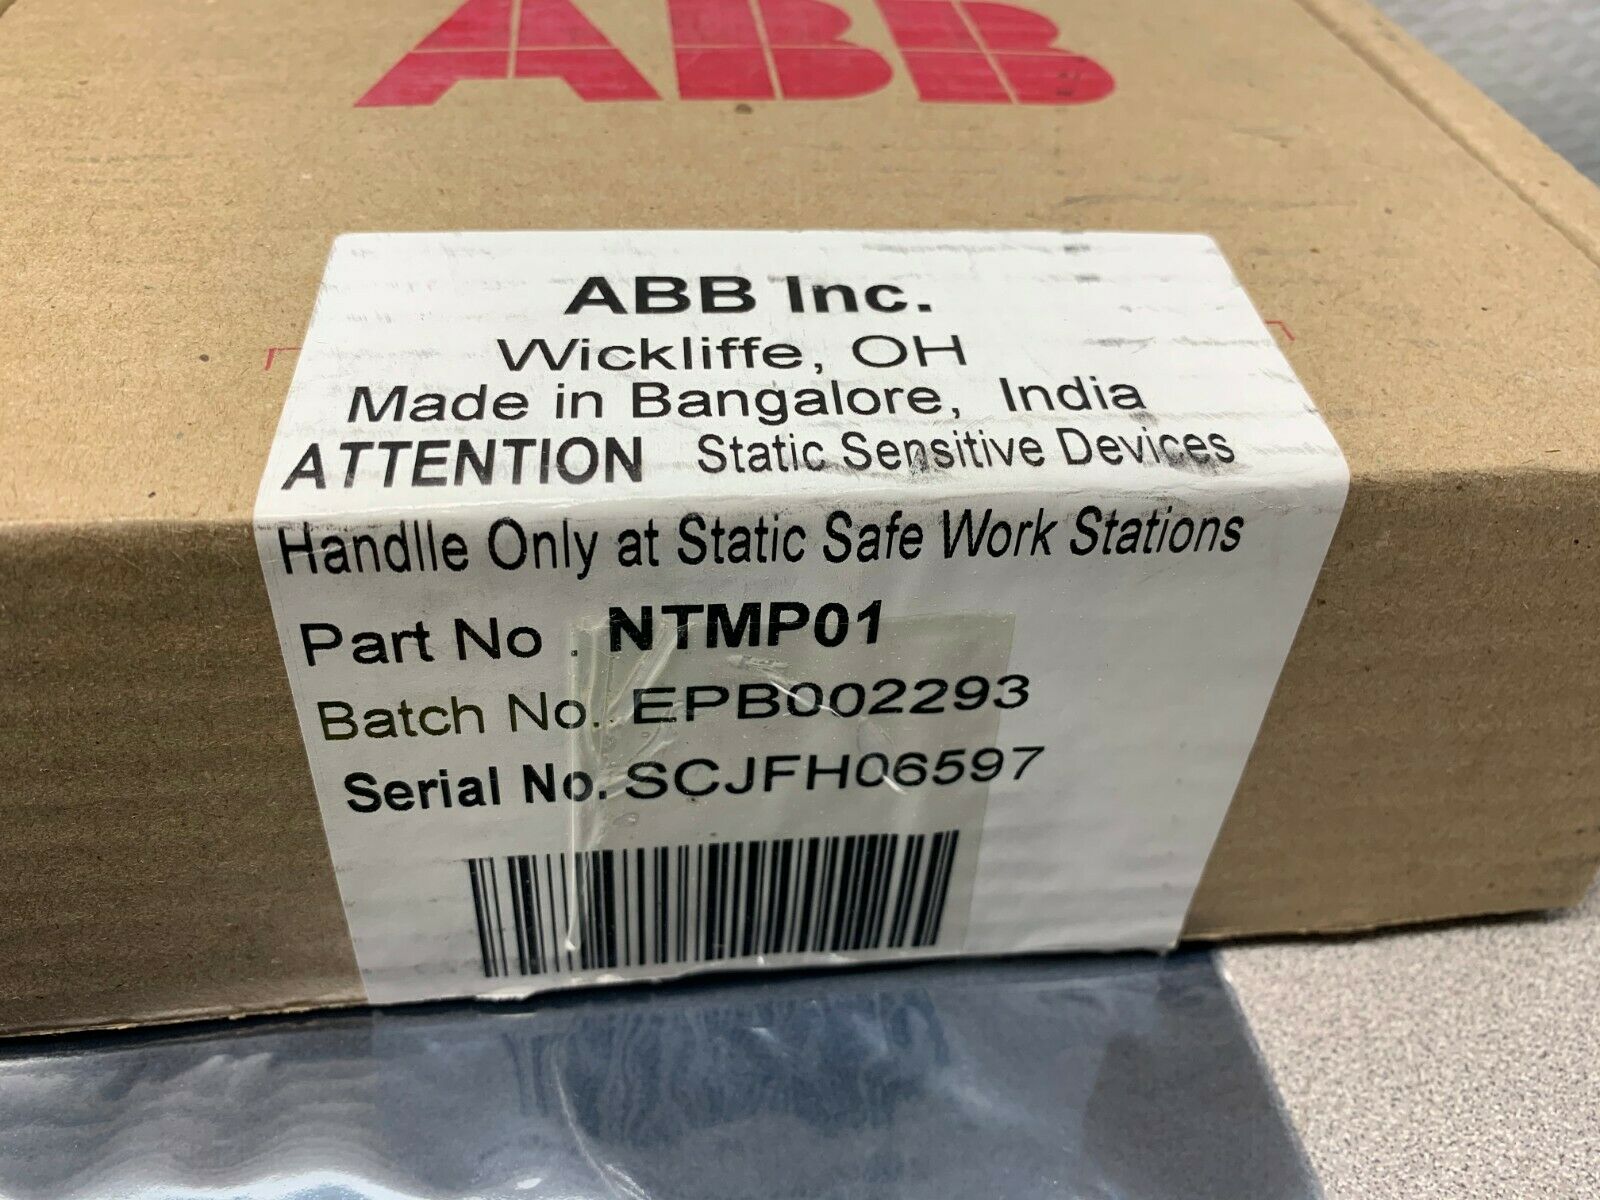 ABB
ABB Inc.
Wickliffe, OH
Made in Bangalore, India
ATTENTION Static Sensitive Devices
Handlle Only at Static Safe Work Stations
Part No . NTMP01
Batch No. EPB002293
Serial No. SCJFH06597